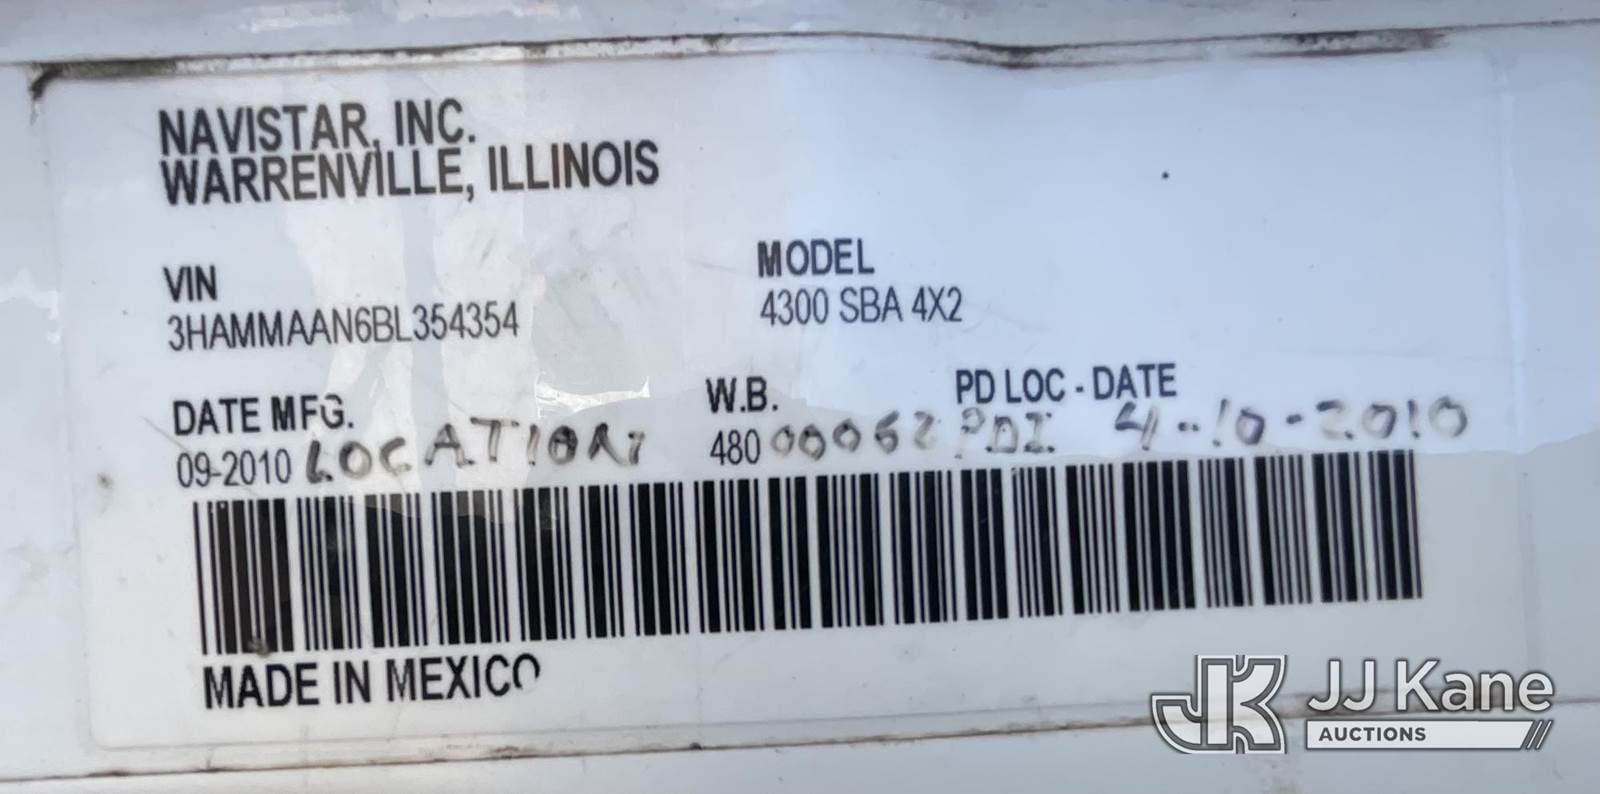 NAVISTAR, INC.
WARRENVILLE, ILLINOIS
VIN
3HAMMAAN6BL354354
MODEL
4300 SBA 4X2
DATE MFG.
09-2010 LOCATION
W.B.
480
PD LOC - DATE
PDI 4-10-2010
MADE IN MEXICO
JK JJ Kane
AUCTIONS